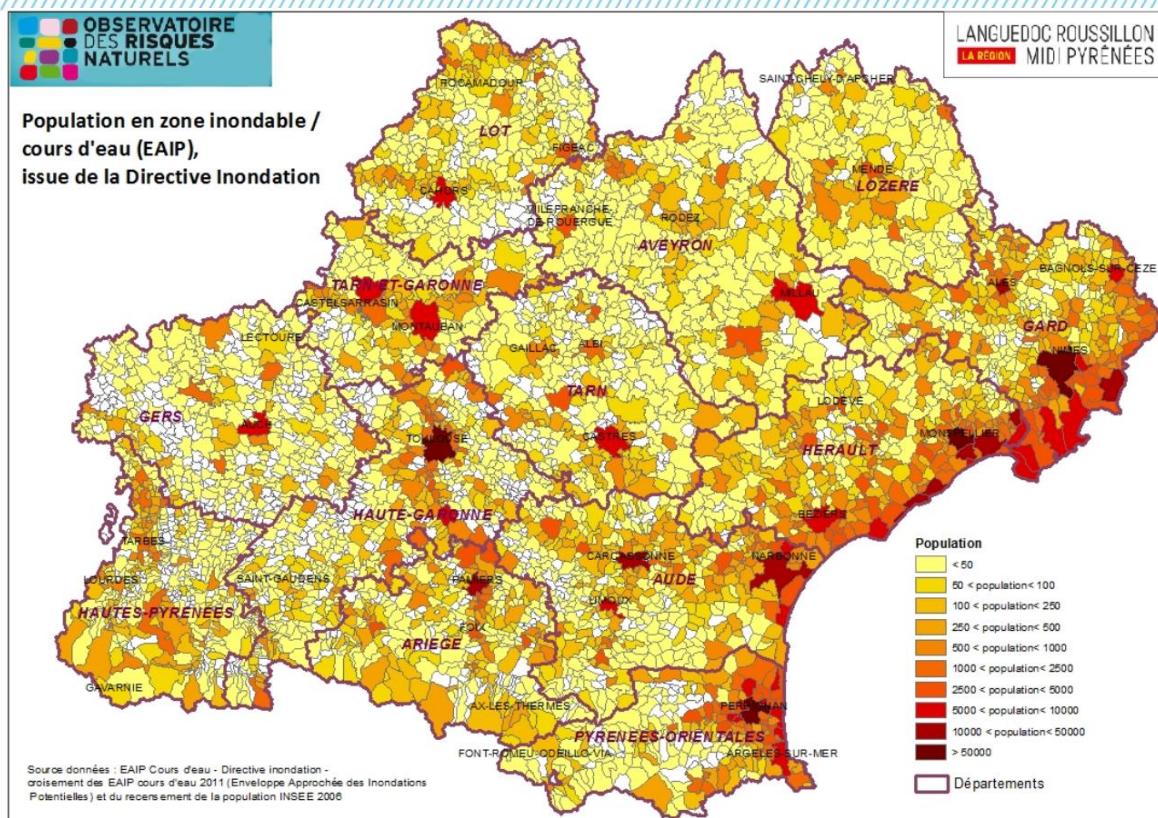 OBSERVATOIRE
DES RISQUES
NATURELS
LANGUEDOC ROUSSILLON
LA RÉGION MIDI PYRÉNÉES
Population en zone inondable /
cours d'eau (EAIP),
issue de la Directive Inondation
ROCAMADOUR
SAINT-CHELY-D'APCHER
LOT
FIGEAC
MENDE
LOZERE
CAHORS
VILLEFRANCHE
DE-ROUERGUE
RODEZ
AVEYRON
BAGNOLS-SUR-CEZE
TARN-ET-GARONNE
ALES
MILLAU
CASTELSARRASIN
MONTAUBAN
GARD
LECTOURE
GAILLAC
ALBI
NIMES
TARN
LODEVE
GERS
AUCH
TOULOUSE
CASTRES
MONTPELLIER
HERAULT
HAUTE-GARONNE
BEZIERS
TARBES
CARCASSONNE
NARBONNE
LOURDES
SAINT-GAUDENS
PAMIERS
AUDE
LIMOUX
HAUTES-PYRENEES
FOIX
ARIEGE
GAVARNIE
AX-LES-THERMES
PERPIGNAN
PYRENEES-ORIENTALES
FONT-ROMEU-ODEILLO-VIA
ARGELES-SUR-MER
Population
< 50
50 < population< 100
100 < population< 250
250 < population< 500
500 < population< 1000
1000 < population< 2500
2500 < population< 5000
5000 < population< 10000
10000 < population< 50000
> 50000
Départements
Source données : EAIP Cours d'eau - Directive inondation -
croisement des EAIP cours d'eau 2011 (Enveloppe Approchée des Inondations
Potentielles) et du recensement de la population INSEE 2006